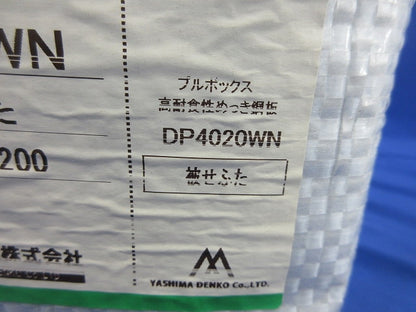 WN
プルボックス
高耐食性めっき鋼板
DP4020WN
200
被せふた
株式会社
YASHIMA DENKO Co.,LTD.